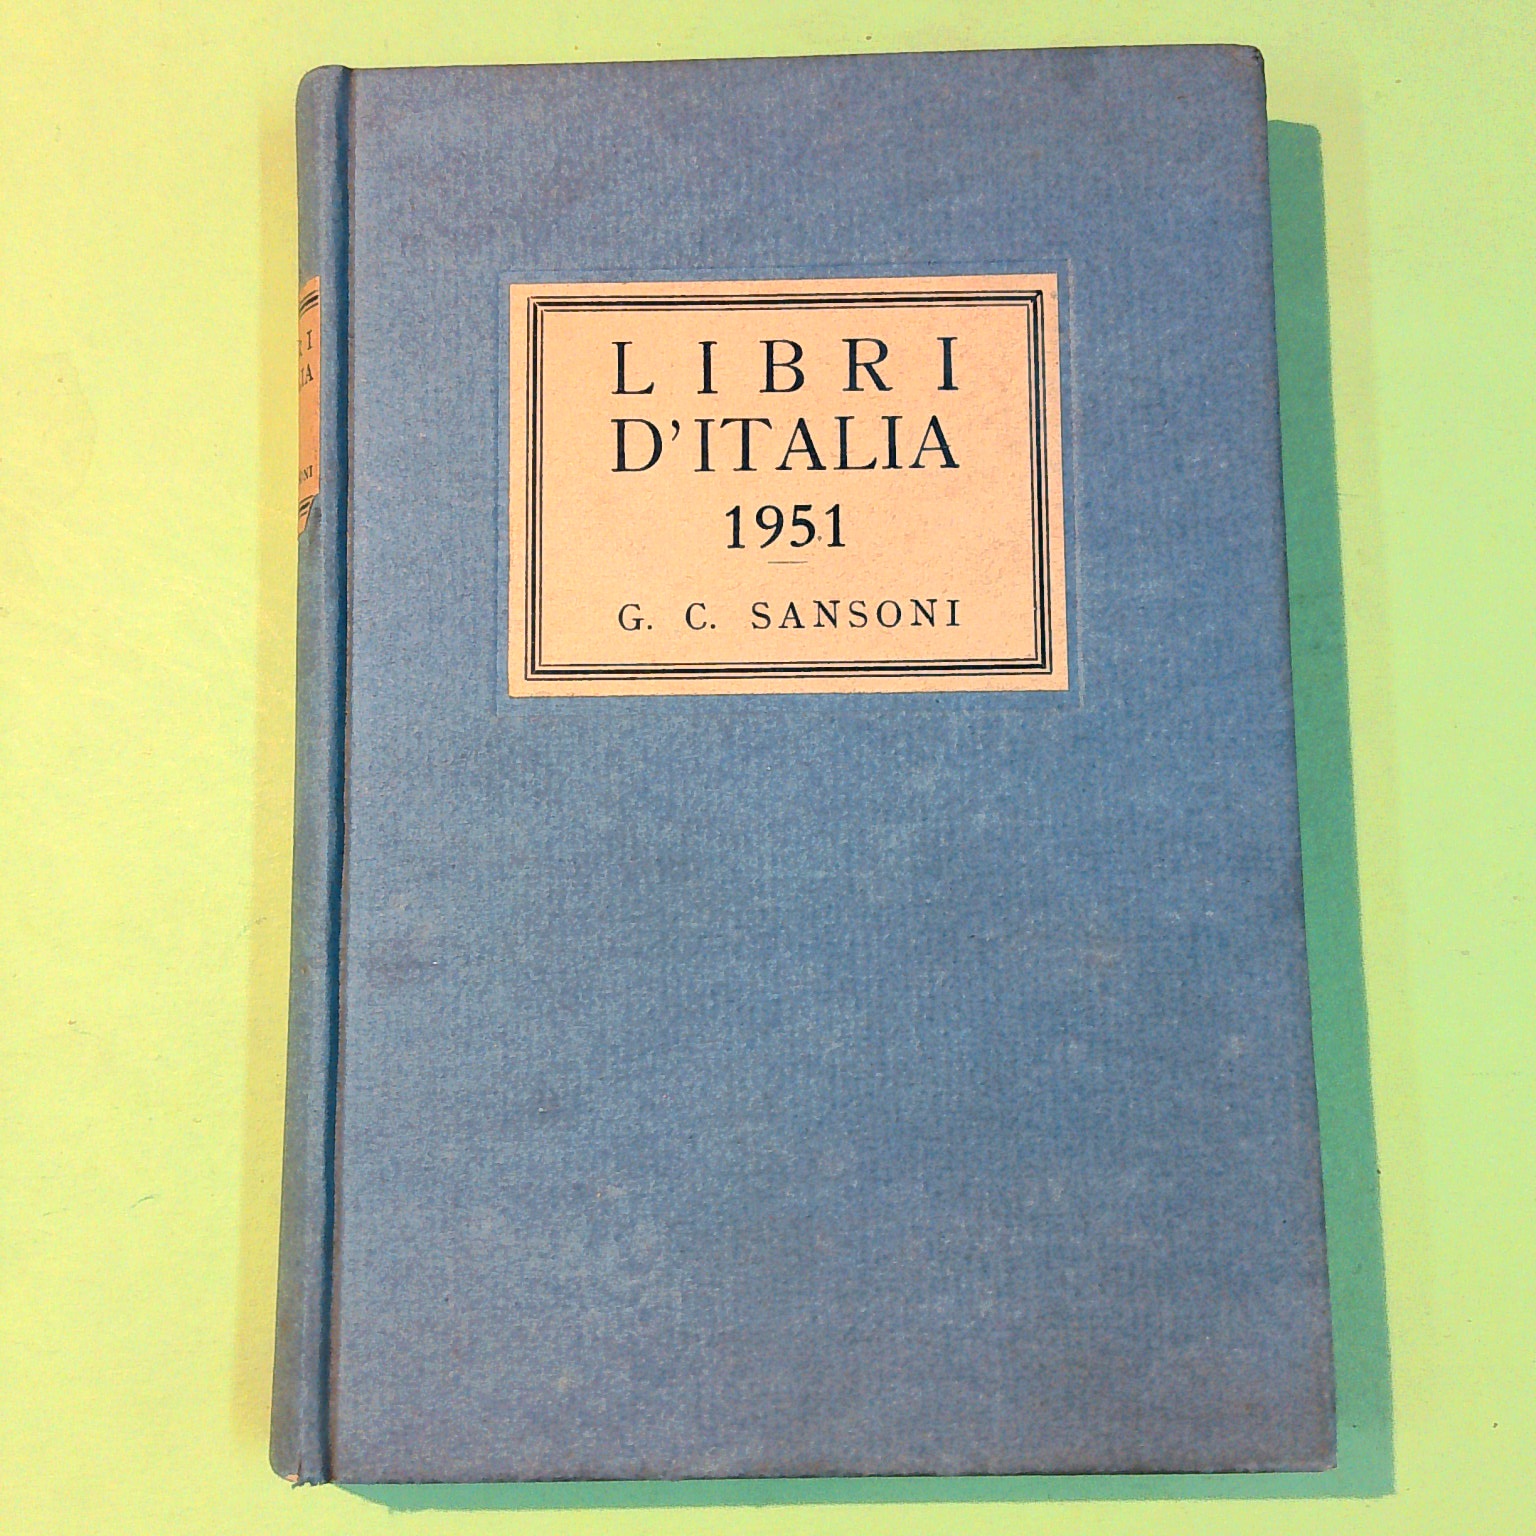 LIBRI
D'ITALIA
1951
G. C. SANSONI